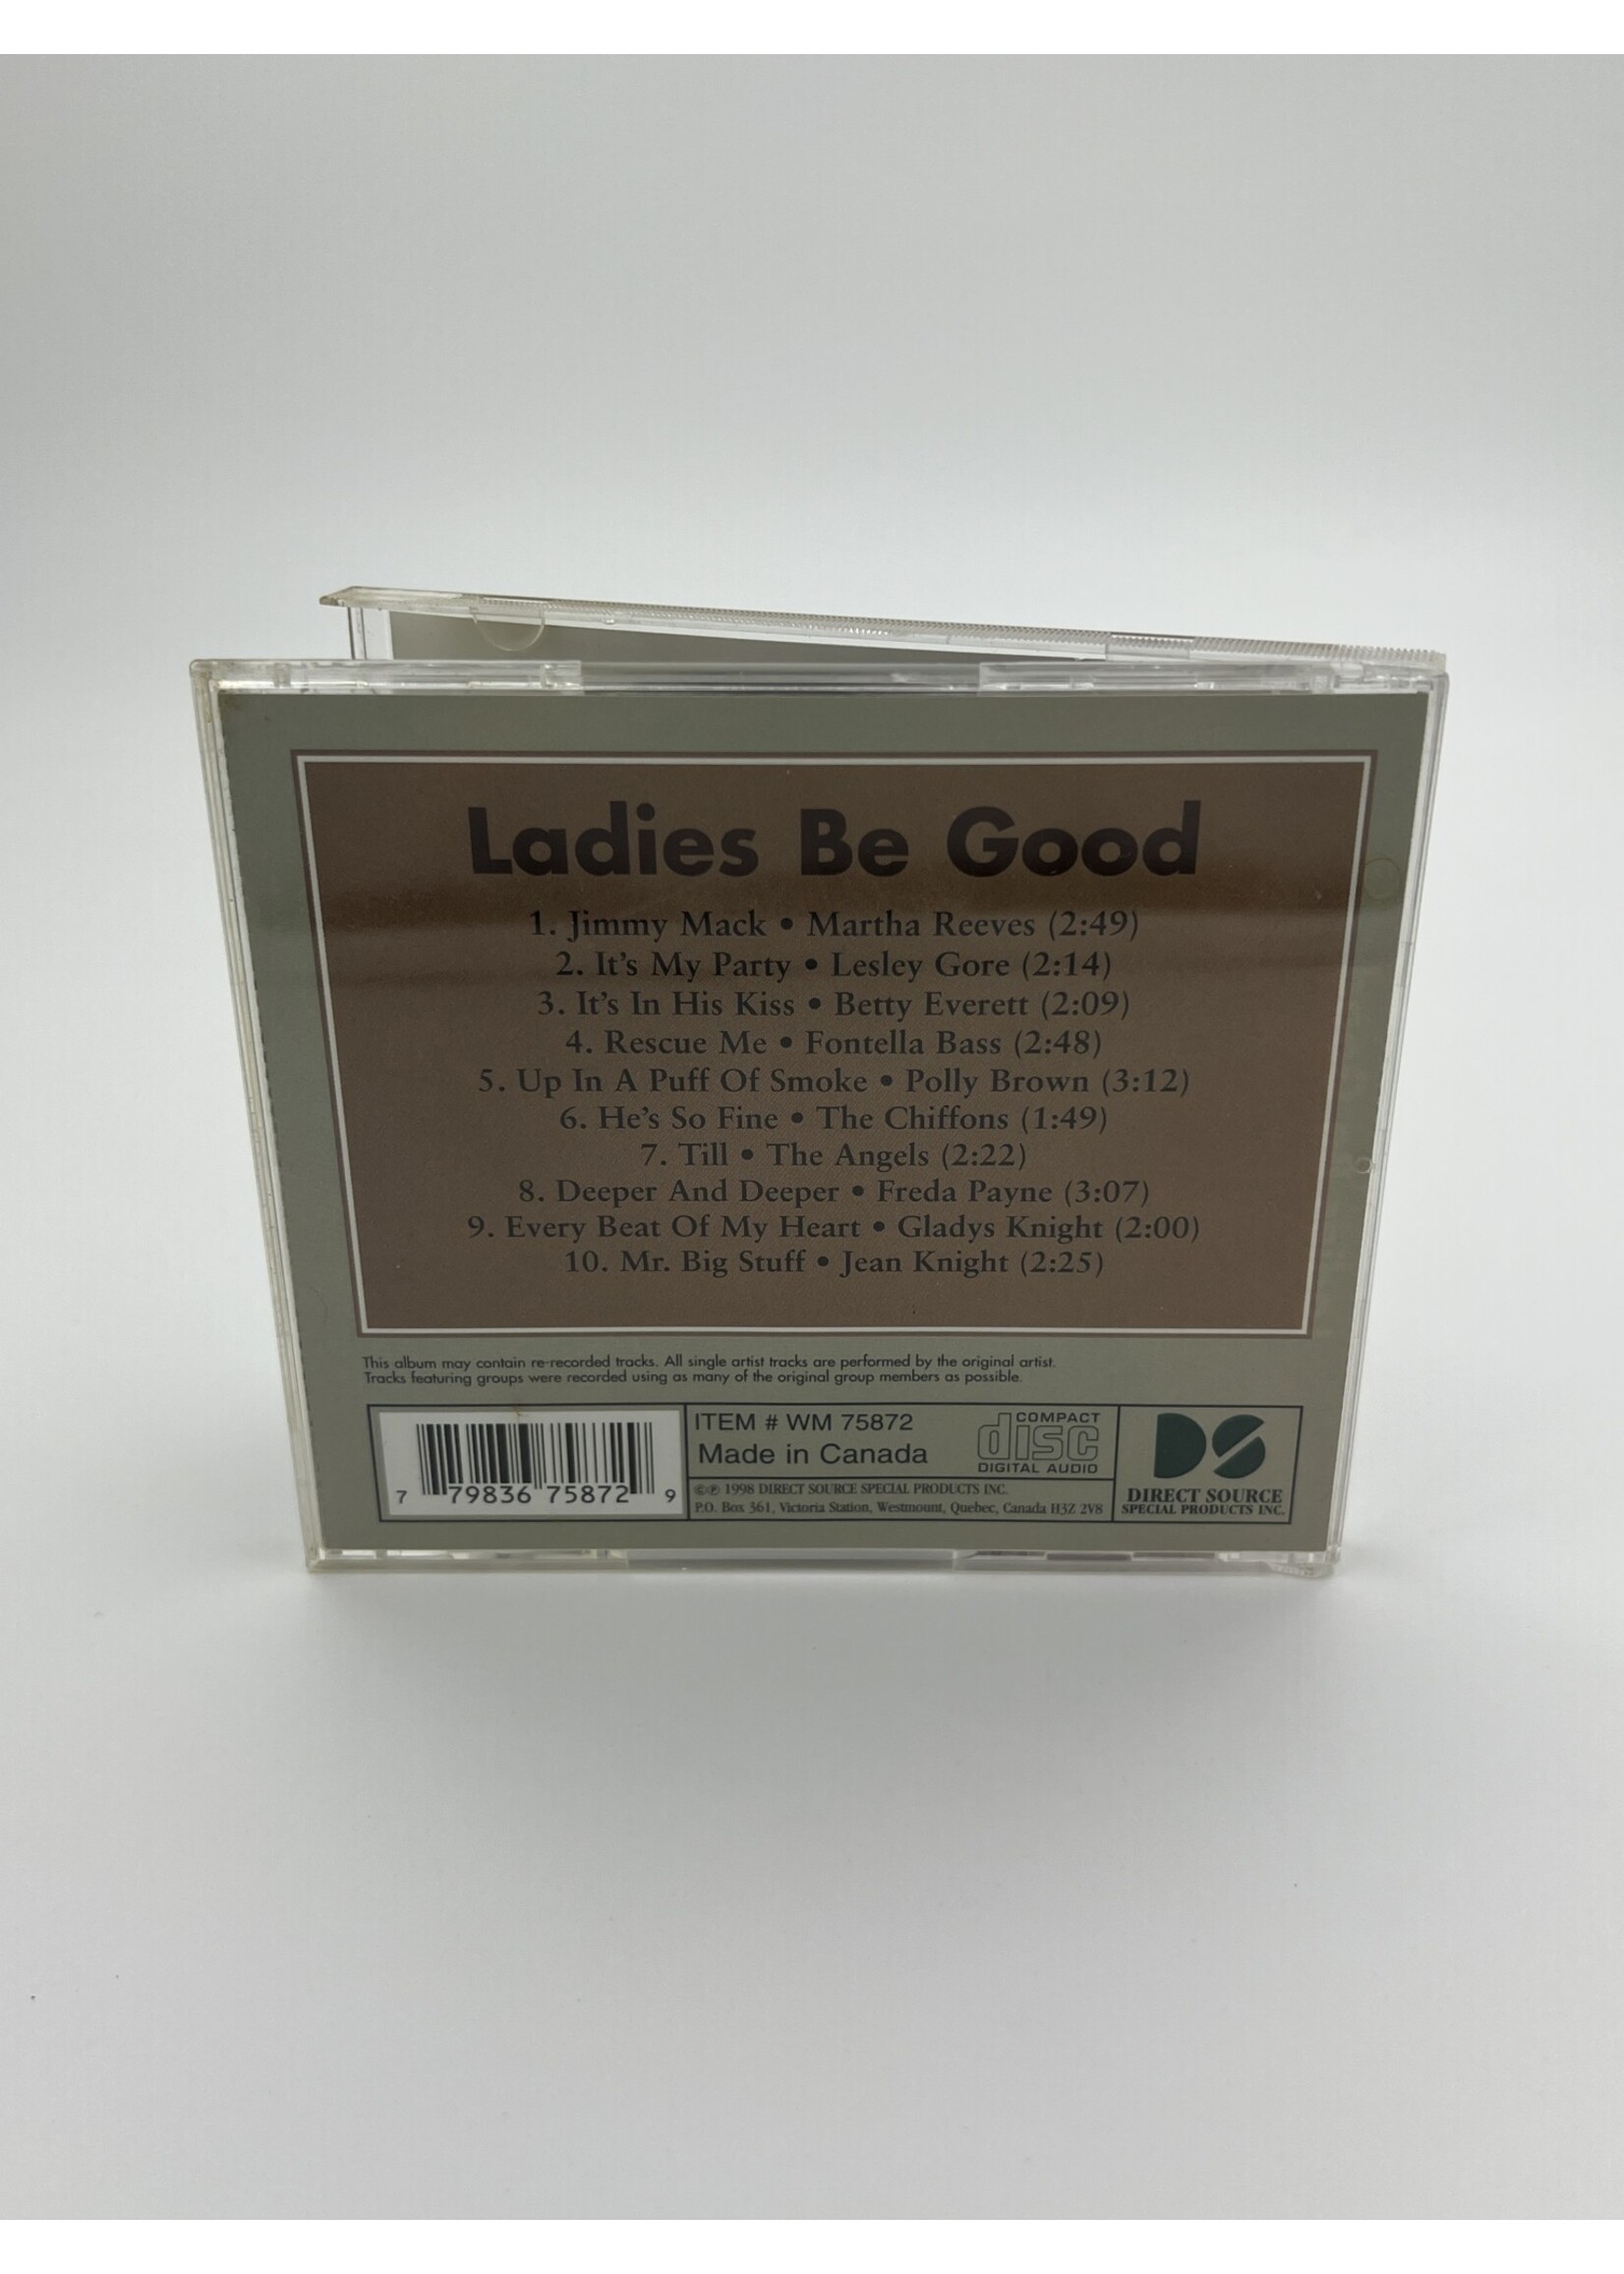 Ladies Be Good
1. Jimmy Mack • Martha Reeves (2:49)
2. It's My Party • Lesley Gore (2:14)
3. It's In His Kiss • Betty Everett (2:09)
4. Rescue Me • Fontella Bass (2:48)
5. Up In A Puff Of Smoke • Polly Brown (3:12)
6. He's So Fine • The Chiffons (1:49)
7. Till • The Angels (2:22)
8. Deeper And Deeper • Freda Payne (3:07)
9. Every Beat Of My Heart • Gladys Knight (2:00)
10. Mr. Big Stuff • Jean Knight (2:25)
This album may contain re-recorded tracks. All single artist tracks are performed by the original artist.
Tracks featuring groups were recorded using as many of the original group members as possible.
7 79836 75872 9
ITEM # WM 75872
Made in Canada
COMPACT
disc
DIGITAL AUDIO
©℗ 1998 DIRECT SOURCE SPECIAL PRODUCTS INC.
P.O. Box 361, Victoria Station, Westmount, Quebec, Canada H3Z 2V8
DS
DIRECT SOURCE
SPECIAL PRODUCTS INC.